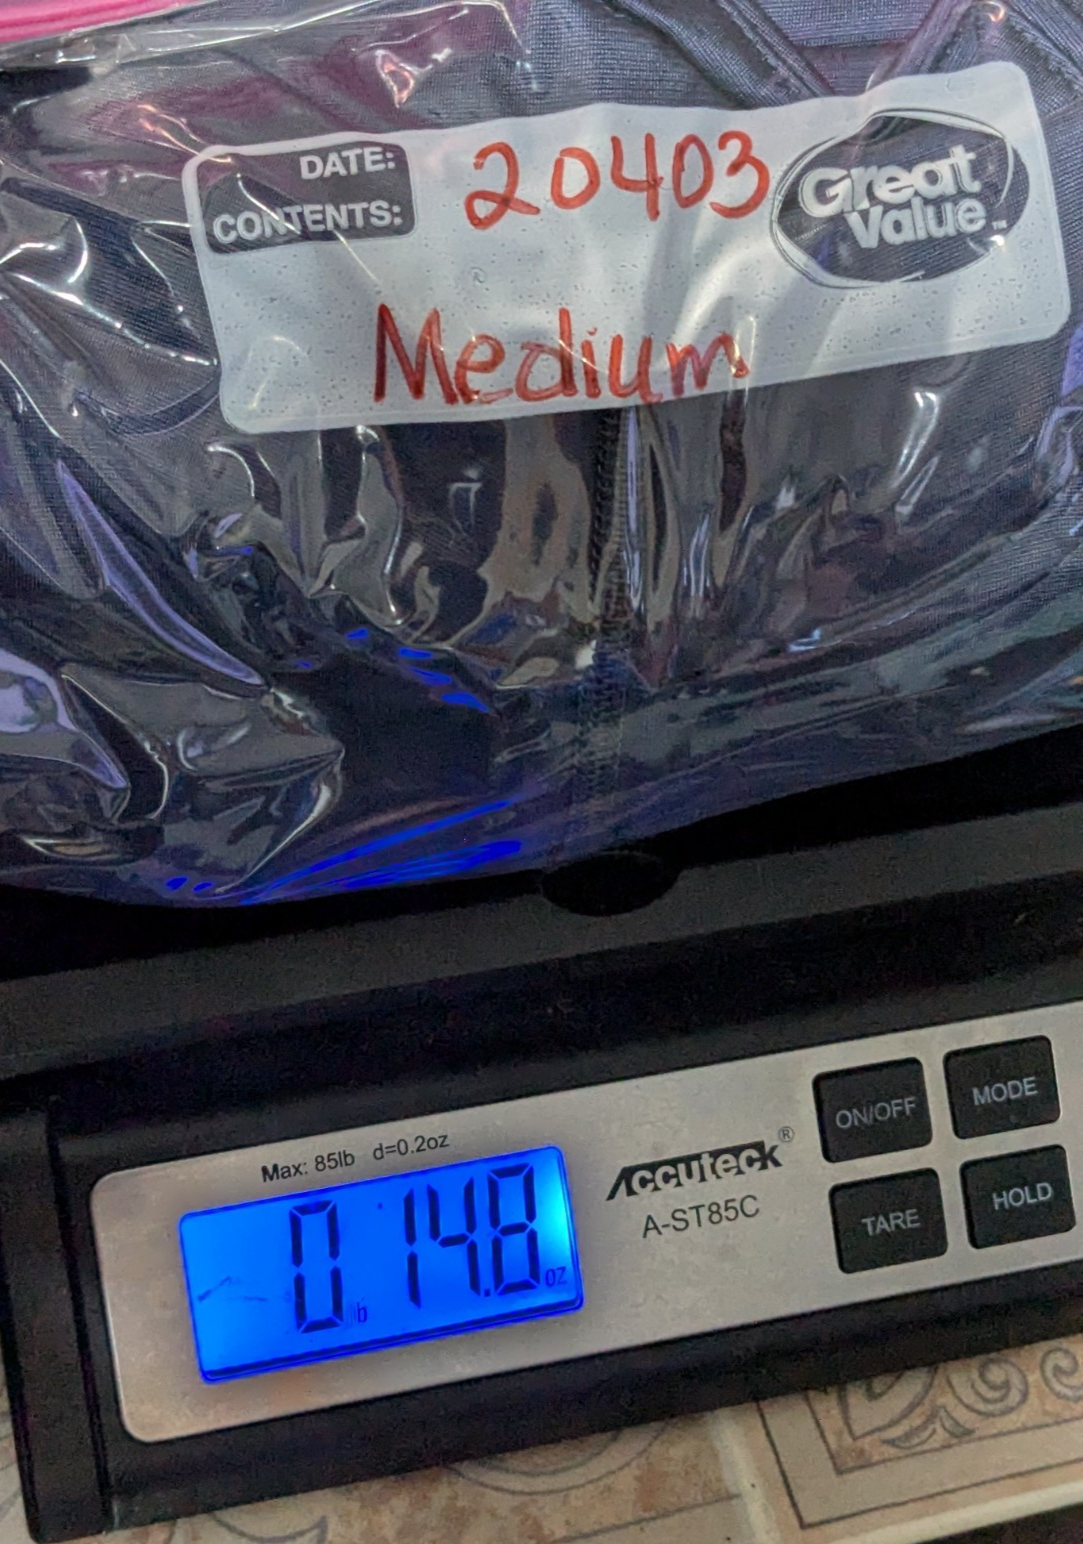 DATE: 20403
CONTENTS:
Great
Value™
Medium
Max: 85lb d=0.2oz
0 lb 14.8 oz
Accuteck®
A-ST85C
ON/OFF
MODE
TARE
HOLD